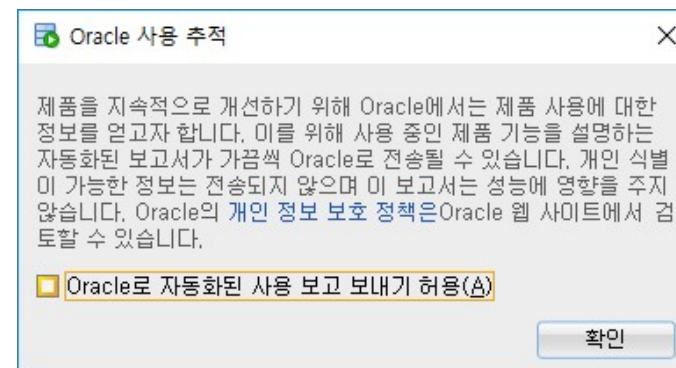 Oracle 사용 추적
제품을 지속적으로 개선하기 위해 Oracle에서는 제품 사용에 대한
정보를 얻고자 합니다. 이를 위해 사용 중인 제품 기능을 설명하는
자동화된 보고서가 가끔씩 Oracle로 전송될 수 있습니다. 개인 식별
이 가능한 정보는 전송되지 않으며 이 보고서는 성능에 영향을 주지
않습니다. Oracle의 개인 정보 보호 정책은Oracle 웹 사이트에서 검
토할 수 있습니다.
Oracle로 자동화된 사용 보고 보내기 허용(A)
확인